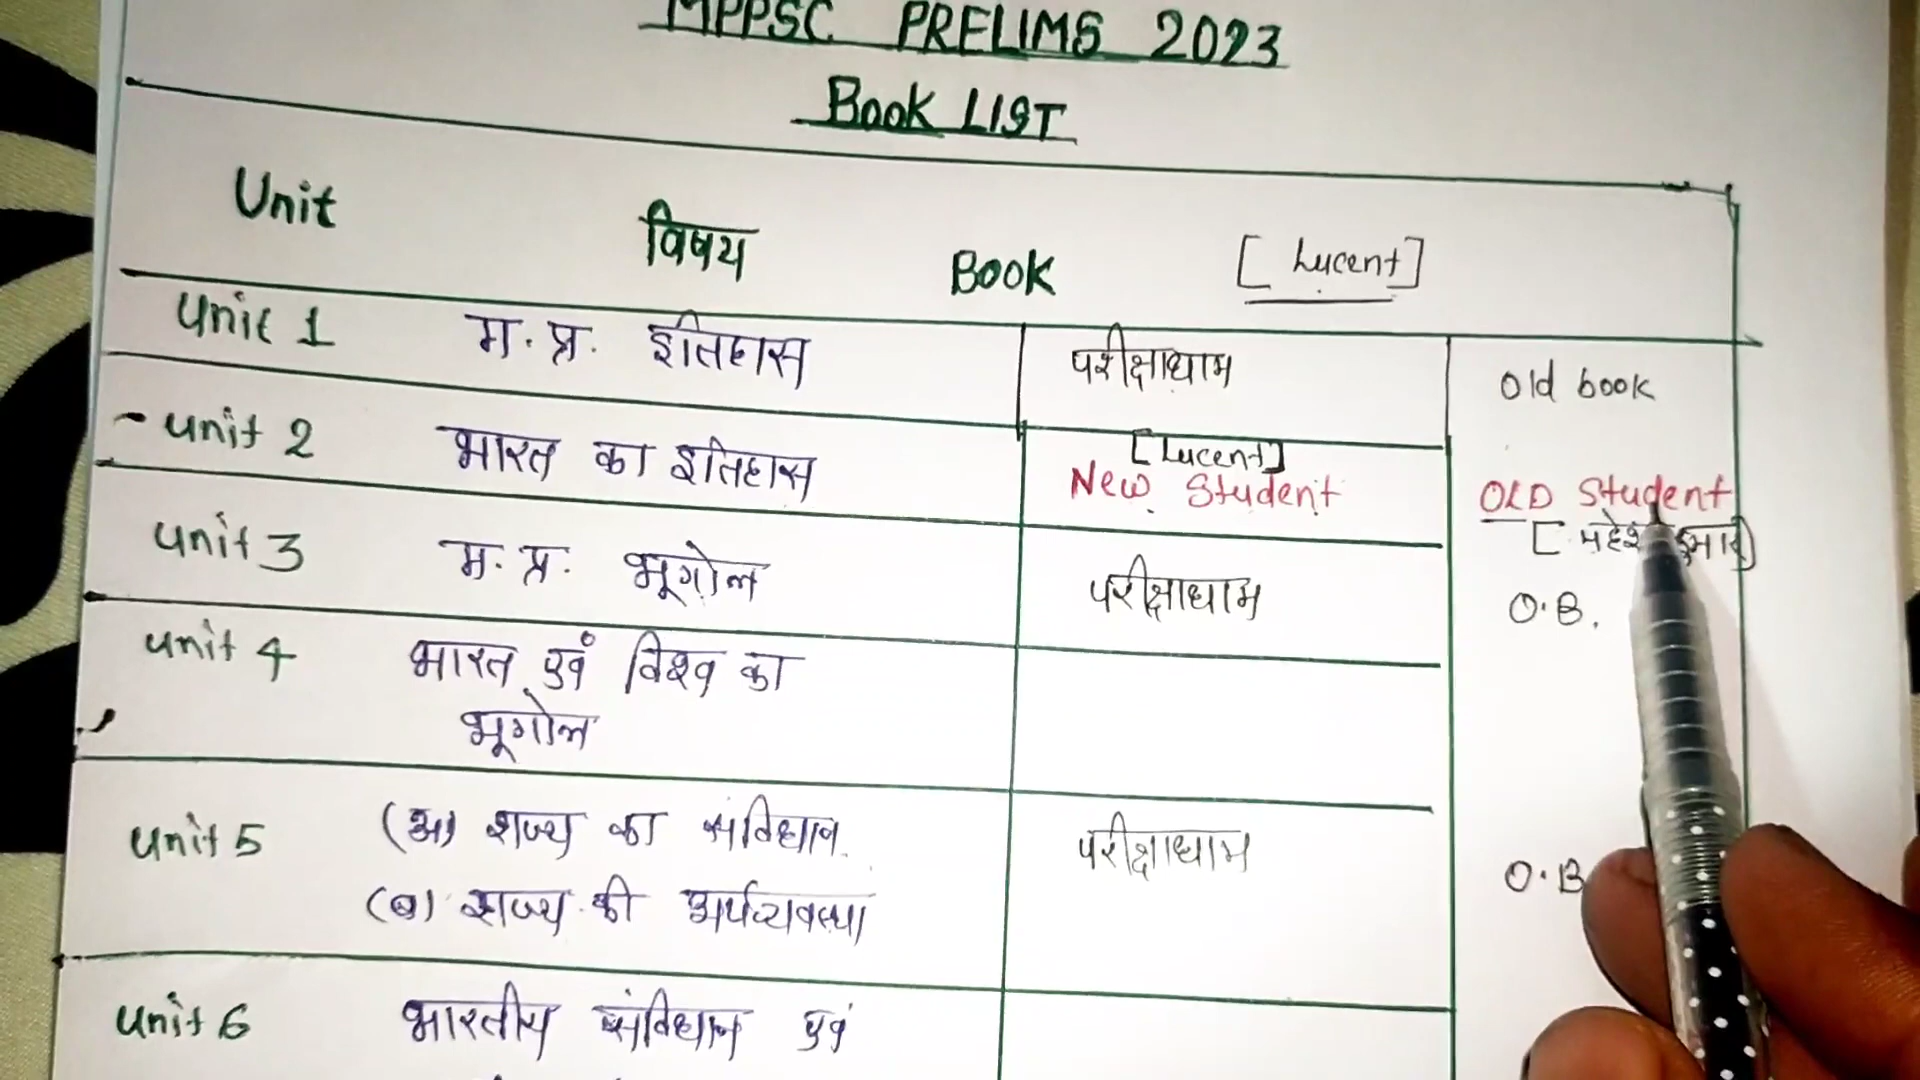 MPPSC PRELIMS 2023
Book LIST
Unit विषय Book [Lucent]
Unit 1 म.प्र. इतिहास परीक्षाधाम Old book
Unit 2 भारत का इतिहास [Lucent] New Student OLD Student
[महेश कुमार]
Unit 3 म.प्र. भूगोल परीक्षाधाम O.B.
Unit 4 भारत एवं विश्व का
भूगोल
Unit 5 (अ) राज्य का संविधान परीक्षाधाम O.B
(ब) राज्य की अर्थव्यवस्था
Unit 6 भारतीय संविधान एवं